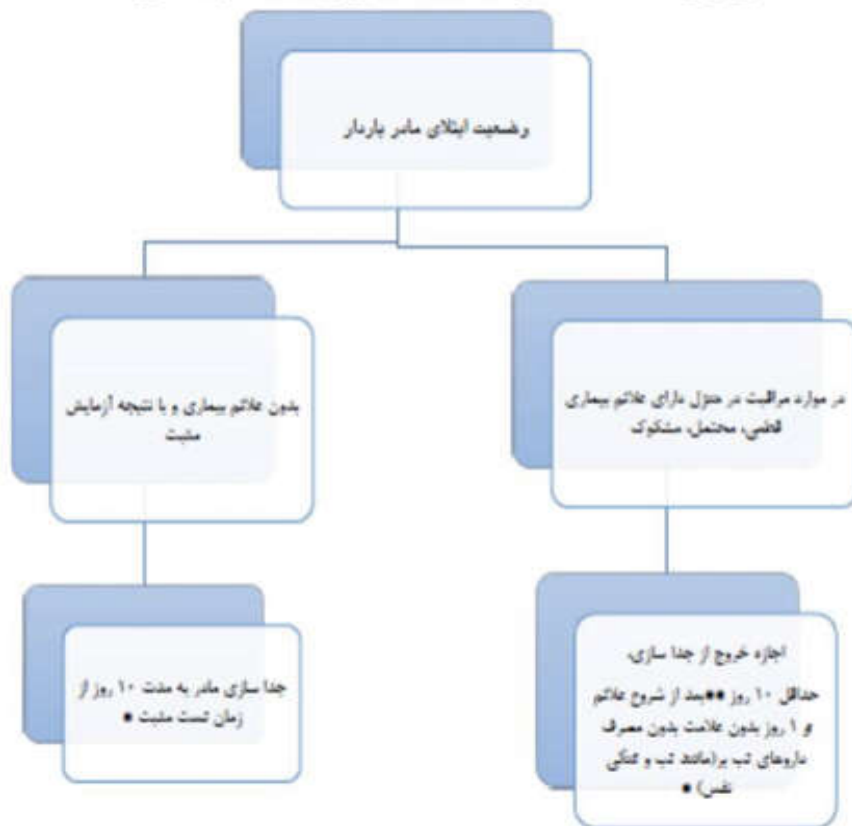 وضعیت ابتلای مادر باردار
در موارد مراقبت در منزل دارای علائم بیماری
قطعی، محتمل، مشکوک
بدون علائم بیماری و با نتیجه آزمایش
مثبت
اجازه خروج از جدا سازی،
حداقل ۱۰ روز **بعد از شروع علائم
و ۱ روز بدون علامت بدون مصرف
داروهای تب بر(مانند تب و تنگی
نفس) *
جدا سازی مادر به مدت ۱۰ روز از
زمان تست مثبت *